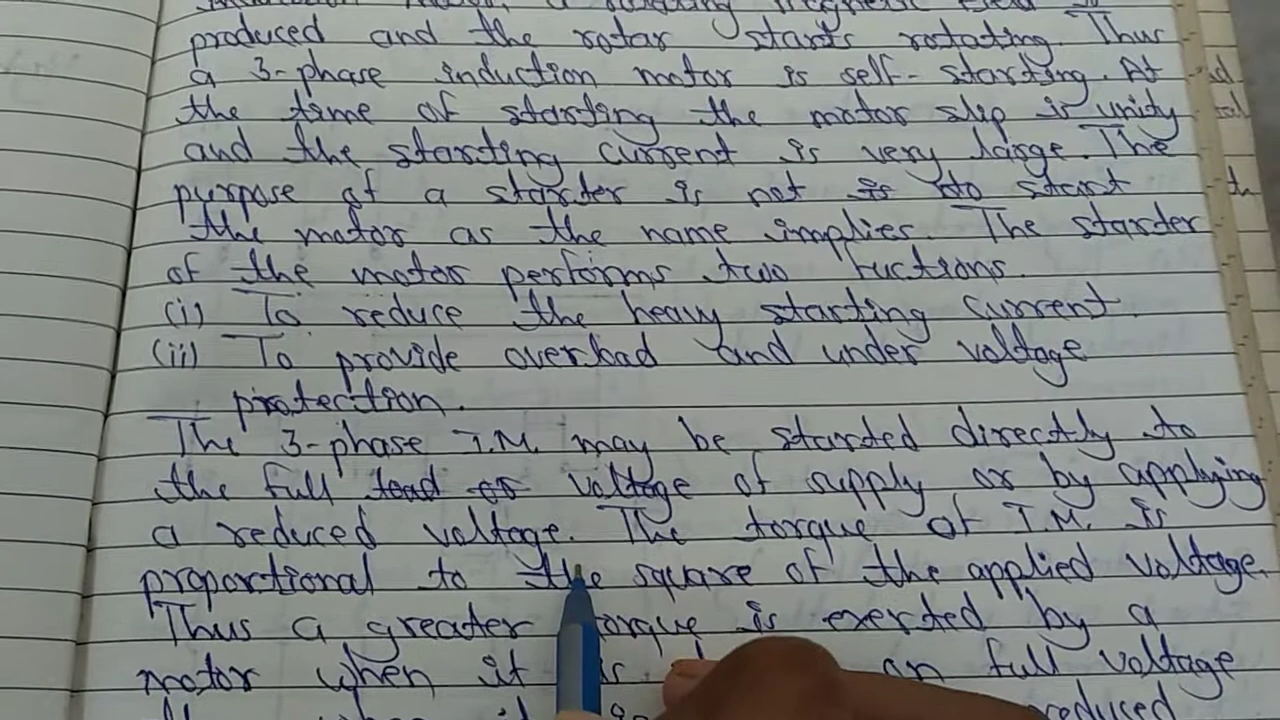 produced and the rotar starts rotating. Thus
a 3-phase induction motor is self-starting. At
the time of starting the motor slip is unity
and the starting current is very large. The
purpose of a starter is not is to start
the motor as the name implies. The starter
of the motor performs two fuctions.
(i) To reduce the heavy starting current.
(ii) To provide overload and under voltage
protection.
The 3-phase I.M. may be started directly to
the full load or voltage of supply or by applying
a reduced voltage. The torque of I.M. is
proportional to the square of the applied voltage.
Thus a greater torque is exerted by a
motor when it is on full voltage